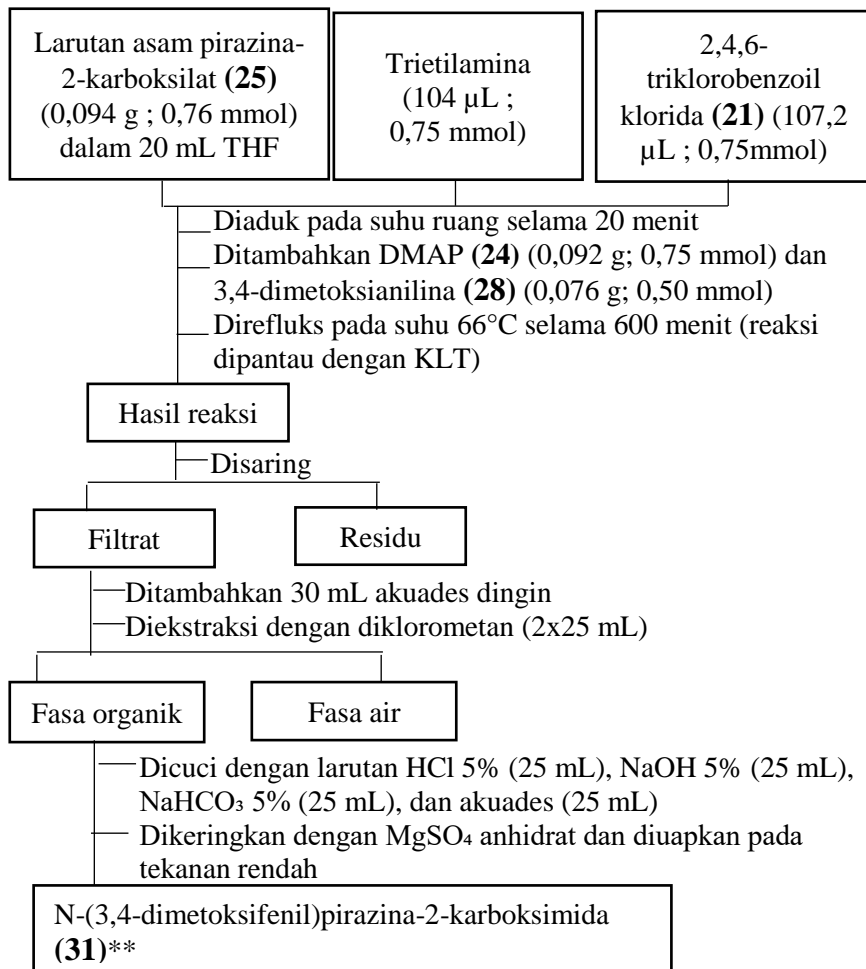 Larutan asam pirazina-
2-karboksilat (25)
(0,094 g ; 0,76 mmol)
dalam 20 mL THF
Trietilamina
(104 µL ;
0,75 mmol)
2,4,6-
triklorobenzoil
klorida (21) (107,2
µL ; 0,75mmol)
Diaduk pada suhu ruang selama 20 menit
Ditambahkan DMAP (24) (0,092 g; 0,75 mmol) dan
3,4-dimetoksianilina (28) (0,076 g; 0,50 mmol)
Direfluks pada suhu 66°C selama 600 menit (reaksi
dipantau dengan KLT)
Hasil reaksi
Disaring
Filtrat
Residu
Ditambahkan 30 mL akuades dingin
Diekstraksi dengan diklorometan (2x25 mL)
Fasa organik
Fasa air
Dicuci dengan larutan HCl 5% (25 mL), NaOH 5% (25 mL),
NaHCO₃ 5% (25 mL), dan akuades (25 mL)
Dikeringkan dengan MgSO₄ anhidrat dan diuapkan pada
tekanan rendah
N-(3,4-dimetoksifenil)pirazina-2-karboksimida
(31)**